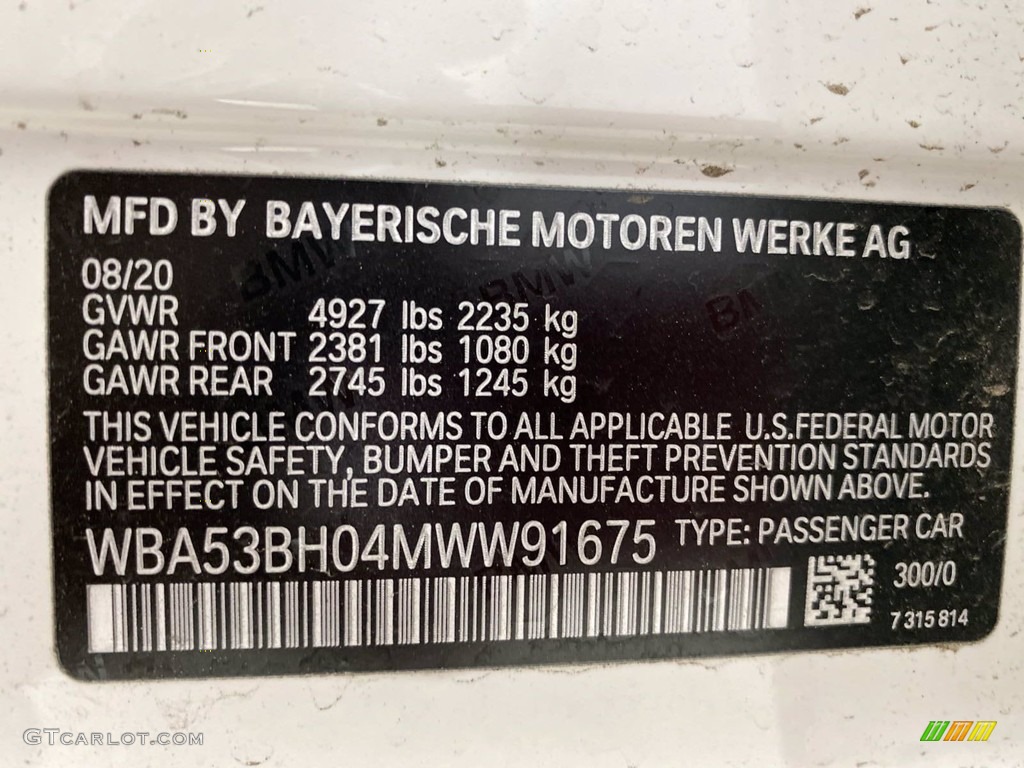 MFD BY BAYERISCHE MOTOREN WERKE AG
08/20
GVWR 4927 lbs 2235 kg
GAWR FRONT 2381 lbs 1080 kg
GAWR REAR 2745 lbs 1245 kg
THIS VEHICLE CONFORMS TO ALL APPLICABLE U.S.FEDERAL MOTOR
VEHICLE SAFETY, BUMPER AND THEFT PREVENTION STANDARDS
IN EFFECT ON THE DATE OF MANUFACTURE SHOWN ABOVE.
WBA53BH04MWW91675 TYPE: PASSENGER CAR
300/0
7315814
GTCARLOT.COM